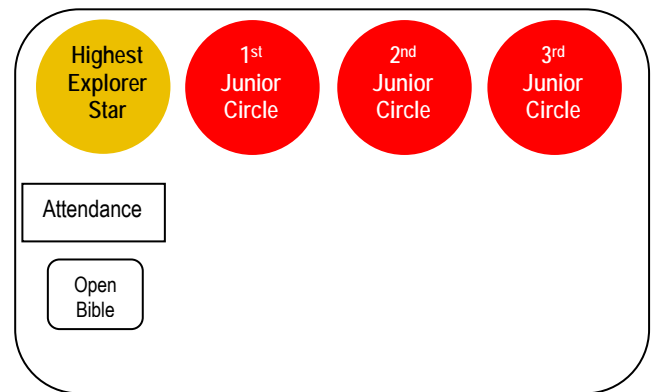 Highest
Explorer
Star
1st
Junior
Circle
2nd
Junior
Circle
3rd
Junior
Circle
Attendance
Open
Bible